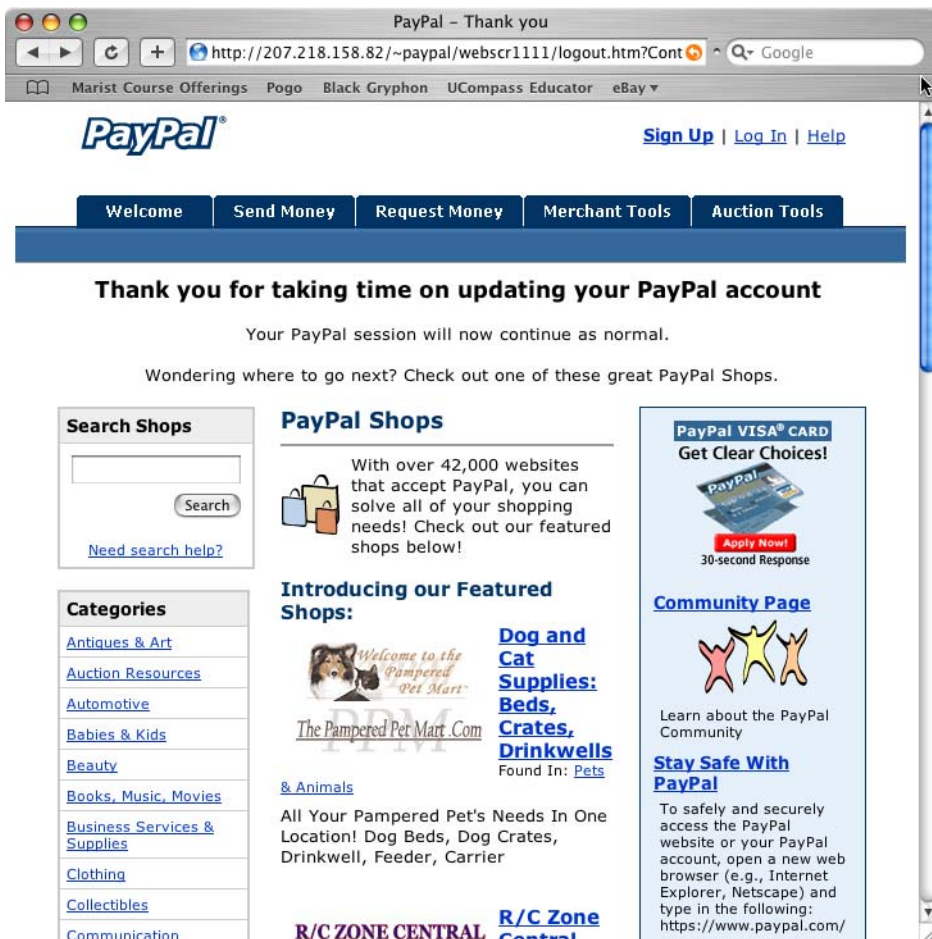 PayPal – Thank you
http://207.218.158.82/~paypal/webscr1111/logout.htm?Cont
Google
Marist Course Offerings Pogo Black Gryphon UCompass Educator eBay
PayPal®
Sign Up | Log In | Help
Welcome Send Money Request Money Merchant Tools Auction Tools
Thank you for taking time on updating your PayPal account
Your PayPal session will now continue as normal.
Wondering where to go next? Check out one of these great PayPal Shops.
Search Shops
Search
Need search help?
Categories
Antiques & Art
Auction Resources
Automotive
Babies & Kids
Beauty
Books, Music, Movies
Business Services &
Supplies
Clothing
Collectibles
Communication
PayPal Shops
With over 42,000 websites
that accept PayPal, you can
solve all of your shopping
needs! Check out our featured
shops below!
Introducing our Featured
Shops:
Welcome to the
Pampered
Pet Mart
PPM
The Pampered Pet Mart.Com
Dog and
Cat
Supplies:
Beds,
Crates,
Drinkwells
Found In: Pets
& Animals
All Your Pampered Pet's Needs In One
Location! Dog Beds, Dog Crates,
Drinkwell, Feeder, Carrier
R/C ZONE CENTRAL
R/C Zone
Central
PayPal VISA® CARD
Get Clear Choices!
PayPal
Apply Now!
30-second Response
Community Page
Learn about the PayPal
Community
Stay Safe With
PayPal
To safely and securely
access the PayPal
website or your PayPal
account, open a new web
browser (e.g., Internet
Explorer, Netscape) and
type in the following:
https://www.paypal.com/